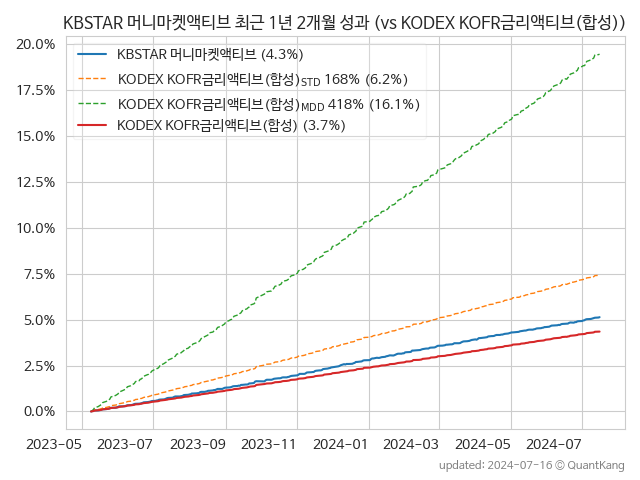 KBSTAR 머니마켓액티브 최근 1년 2개월 성과 (vs KODEX KOFR금리액티브(합성))
20.0%
17.5%
15.0%
12.5%
10.0%
7.5%
5.0%
2.5%
0.0%
KBSTAR 머니마켓액티브 (4.3%)
KODEX KOFR금리액티브(합성)STD 168% (6.2%)
KODEX KOFR금리액티브(합성)MDD 418% (16.1%)
KODEX KOFR금리액티브(합성) (3.7%)
2023-05 2023-07 2023-09 2023-11 2024-01 2024-03 2024-05 2024-07
updated: 2024-07-16 © QuantKang